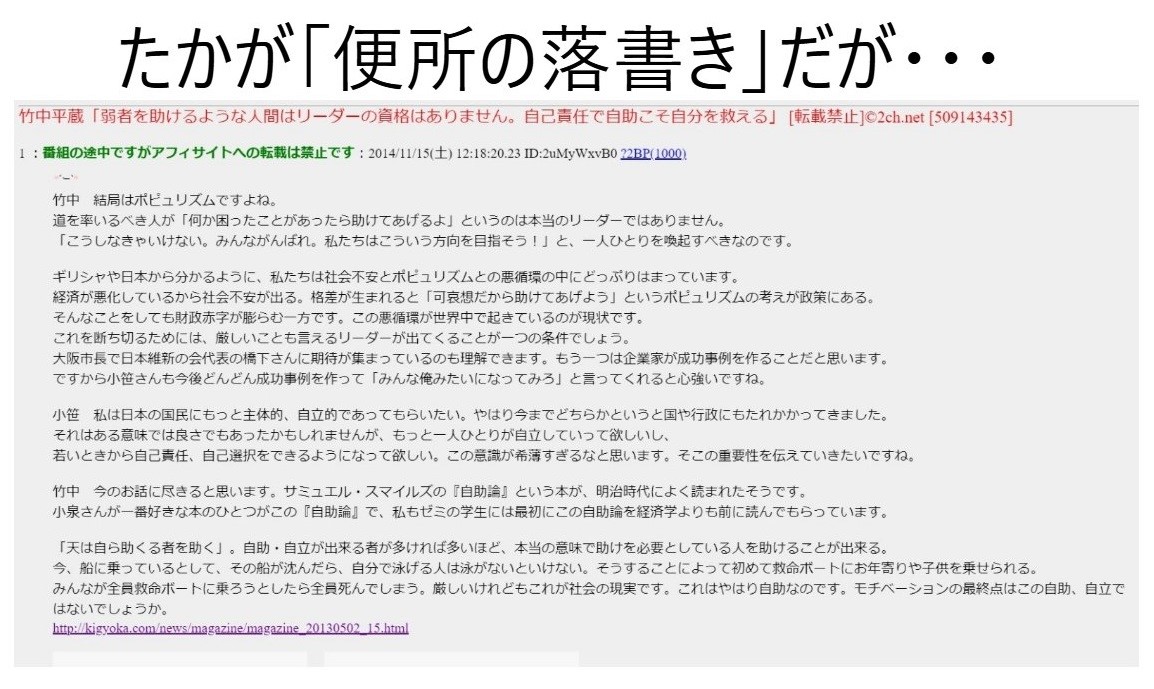 たかが「便所の落書き」だが・・・
竹中平蔵「弱者を助けるような人間はリーダーの資格はありません。自己責任で自助こそ自分を救える」 [転載禁止]©2ch.net [509143435]
1 ：番組の途中ですがアフィサイトへの転載は禁止です：2014/11/15(土) 12:18:20.23 ID:2uMyWxvB0 ?2BP(1000)
竹中　結局はポピュリズムですよね。
道を率いるべき人が「何か困ったことがあったら助けてあげるよ」というのは本当のリーダーではありません。
「こうしなきゃいけない。みんながんばれ。私たちはこういう方向を目指そう！」と、一人ひとりを喚起すべきなのです。
ギリシャや日本から分かるように、私たちは社会不安とポピュリズムとの悪循環の中にどっぷりはまっています。
経済が悪化しているから社会不安が出る。格差が生まれると「可哀想だから助けてあげよう」というポピュリズムの考えが政策にある。
そんなことをしても財政赤字が膨らむ一方です。この悪循環が世界中で起きているのが現状です。
これを断ち切るためには、厳しいことも言えるリーダーが出てくることが一つの条件でしょう。
大阪市長で日本維新の会代表の橋下さんに期待が集まっているのも理解できます。もう一つは企業家が成功事例を作ることだと思います。
ですから小笹さんも今後どんどん成功事例を作って「みんな俺みたいになってみろ」と言ってくれると心強いですね。
小笹　私は日本の国民にもっと主体的、自立的であってもらいたい。やはり今までどちらかというと国や行政にもたれかかってきました。
それはある意味では良さでもあったかもしれませんが、もっと一人ひとりが自立していって欲しいし、
若いときから自己責任、自己選択をできるようになって欲しい。この意識が希薄すぎるなと思います。そこの重要性を伝えていきたいですね。
竹中　今のお話に尽きると思います。サミュエル・スマイルズの『自助論』という本が、明治時代によく読まれたそうです。
小泉さんが一番好きな本のひとつがこの『自助論』で、私もゼミの学生には最初にこの自助論を経済学よりも前に読んでもらっています。
「天は自ら助くる者を助く」。自助・自立が出来る者が多ければ多いほど、本当の意味で助けを必要としている人を助けることが出来る。
今、船に乗っているとして、その船が沈んだら、自分で泳げる人は泳がないといけない。そうすることによって初めて救命ボートにお年寄りや子供を乗せられる。
みんなが全員救命ボートに乗ろうとしたら全員死んでしまう。厳しいけれどもこれが社会の現実です。これはやはり自助なのです。モチベーションの最終点はこの自助、自立で
はないでしょうか。
http://kigyoka.com/news/magazine/magazine_20130502_15.html